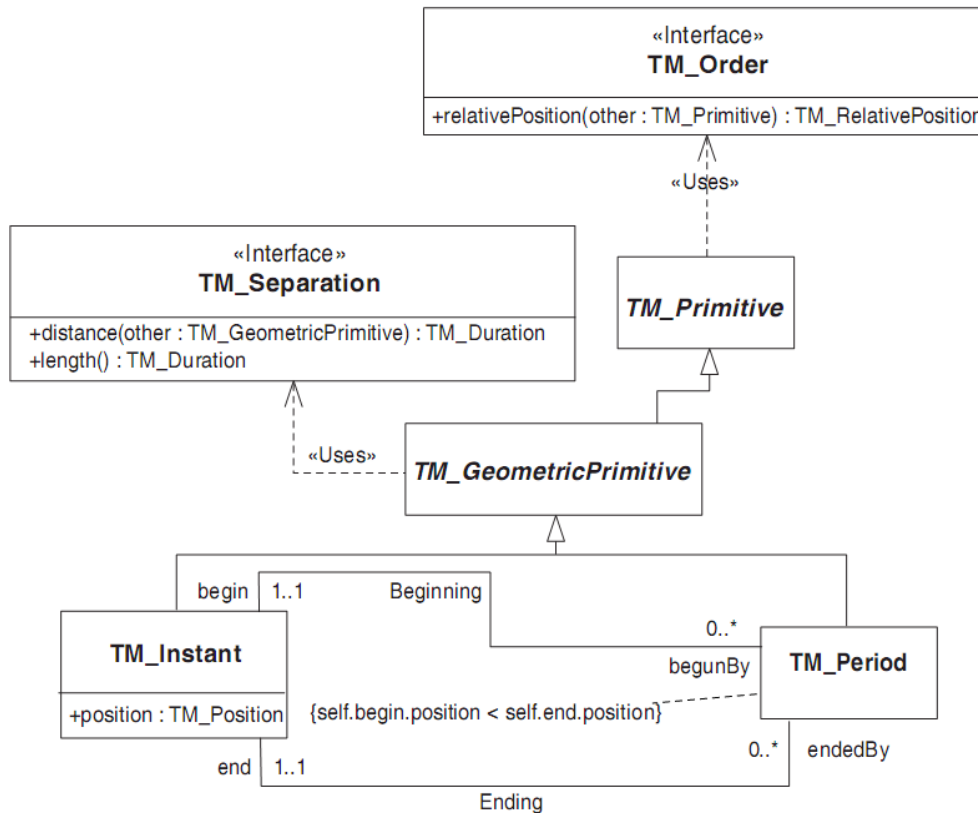 «Interface»
TM_Order
+relativePosition(other : TM_Primitive) : TM_RelativePosition
«Uses»
«Interface»
TM_Separation
+distance(other : TM_GeometricPrimitive) : TM_Duration
+length() : TM_Duration
TM_Primitive
«Uses»
TM_GeometricPrimitive
begin
1..1
Beginning
0..*
begunBy
TM_Instant
+position : TM_Position
TM_Period
{self.begin.position < self.end.position}
end
1..1
0..*
endedBy
Ending